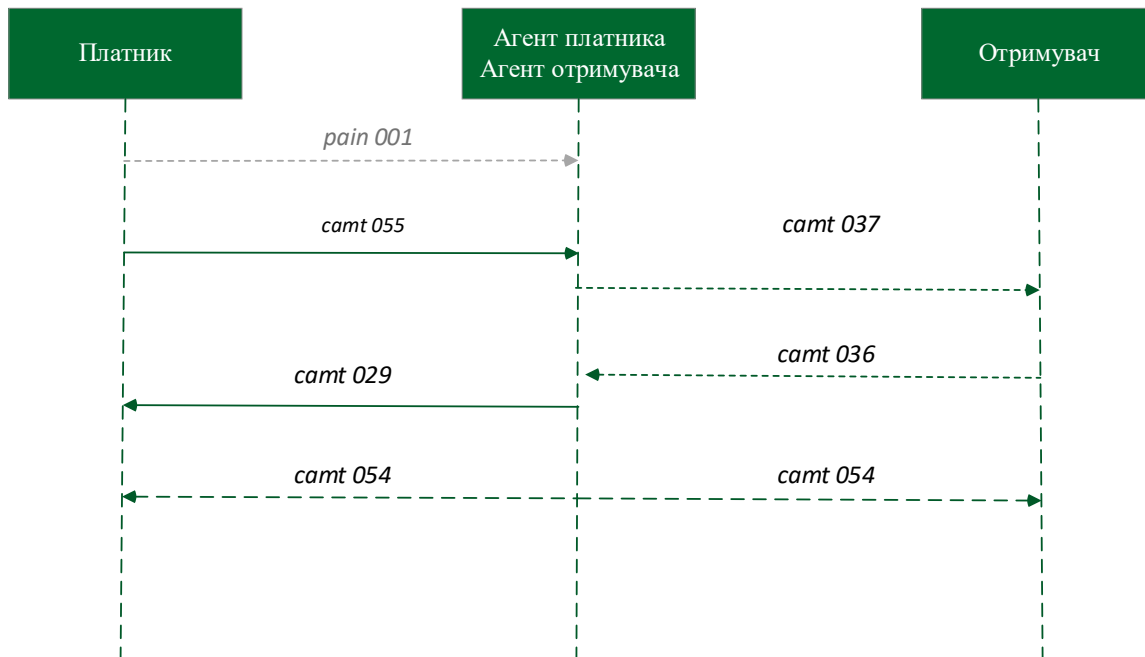 Платник
Агент платника
Агент отримувача
Отримувач
pain 001
camt 055
camt 037
camt 036
camt 029
camt 054
camt 054